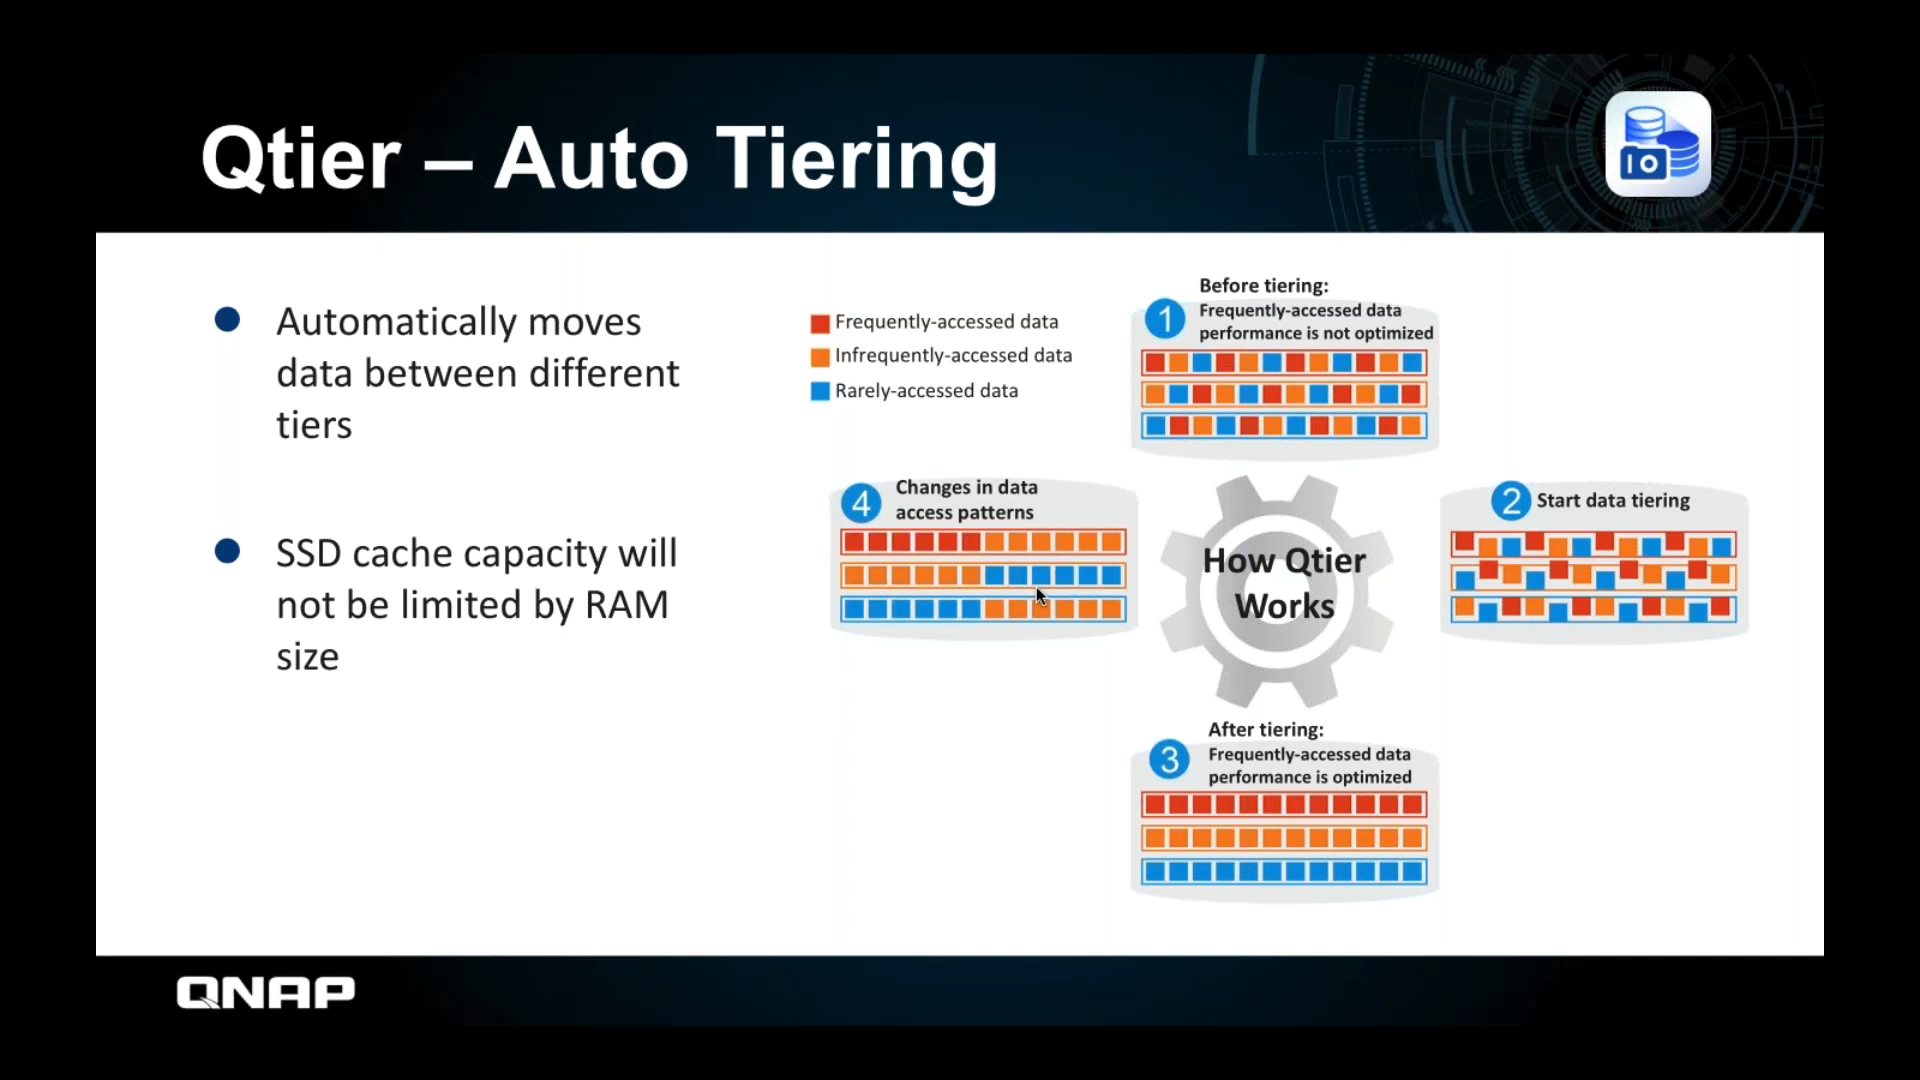 Qtier – Auto Tiering
IO
Automatically moves
data between different
tiers
SSD cache capacity will
not be limited by RAM
size
Frequently-accessed data
Infrequently-accessed data
Rarely-accessed data
1
Before tiering:
Frequently-accessed data
performance is not optimized
2
Start data tiering
4
Changes in data
access patterns
How Qtier
Works
3
After tiering:
Frequently-accessed data
performance is optimized
QNAP